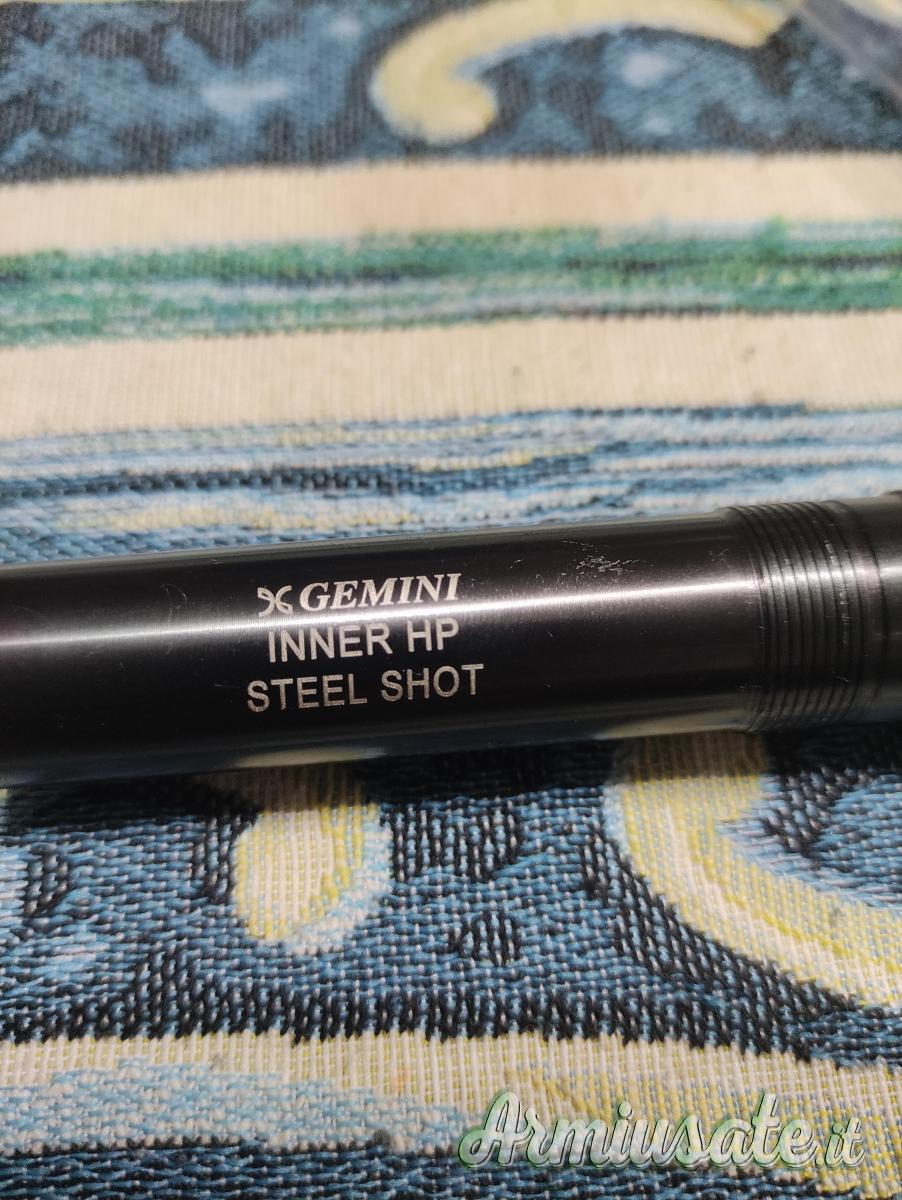 GEMINI
INNER HP
STEEL SHOT
Armiusate.it